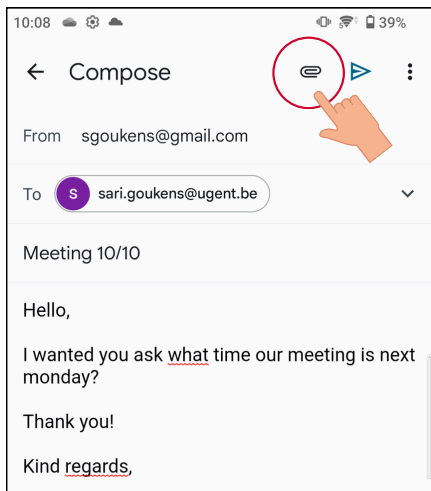 10:08 39%
Compose
From sgoukens@gmail.com
To S sari.goukens@ugent.be
Meeting 10/10
Hello,
I wanted you ask what time our meeting is next
monday?
Thank you!
Kind regards,